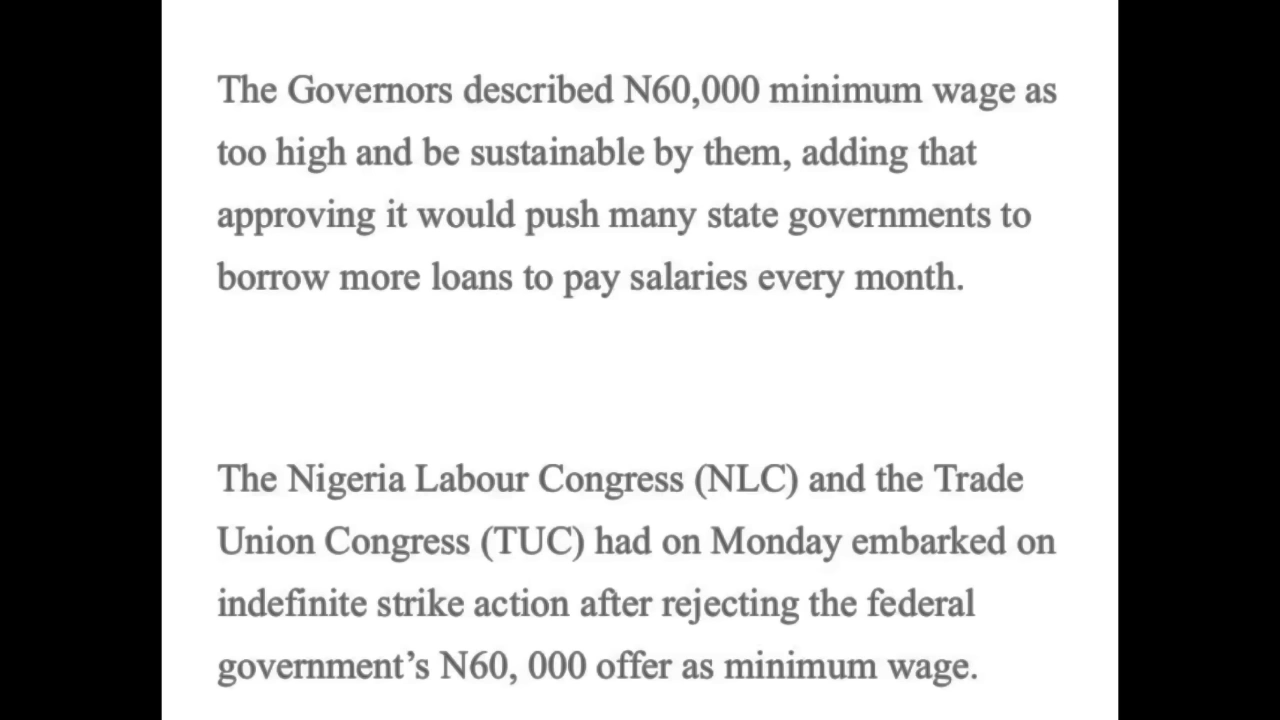 The Governors described N60,000 minimum wage as
too high and be sustainable by them, adding that
approving it would push many state governments to
borrow more loans to pay salaries every month.
The Nigeria Labour Congress (NLC) and the Trade
Union Congress (TUC) had on Monday embarked on
indefinite strike action after rejecting the federal
government’s N60, 000 offer as minimum wage.